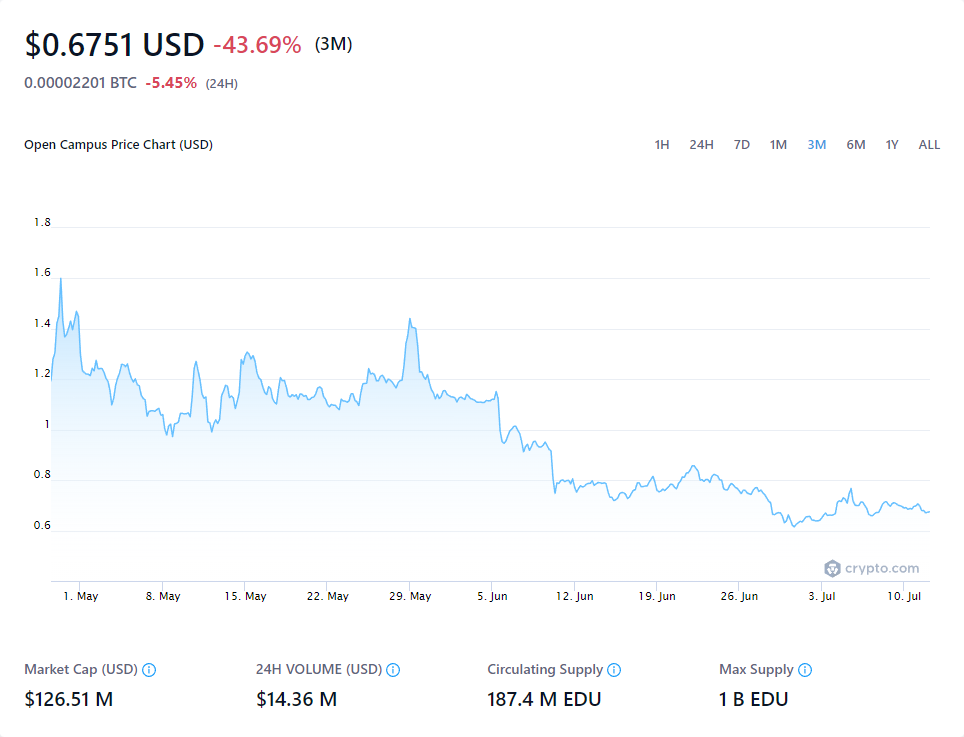 $0.6751 USD -43.69% (3M)
0.00002201 BTC -5.45% (24H)
Open Campus Price Chart (USD) 1H 24H 7D 1M 3M 6M 1Y ALL
1.8
1.6
1.4
1.2
1
0.8
0.6
crypto.com
1. May 8. May 15. May 22. May 29. May 5. Jun 12. Jun 19. Jun 26. Jun 3. Jul 10. Jul
Market Cap (USD) 24H VOLUME (USD) Circulating Supply Max Supply
$126.51 M $14.36 M 187.4 M EDU 1 B EDU